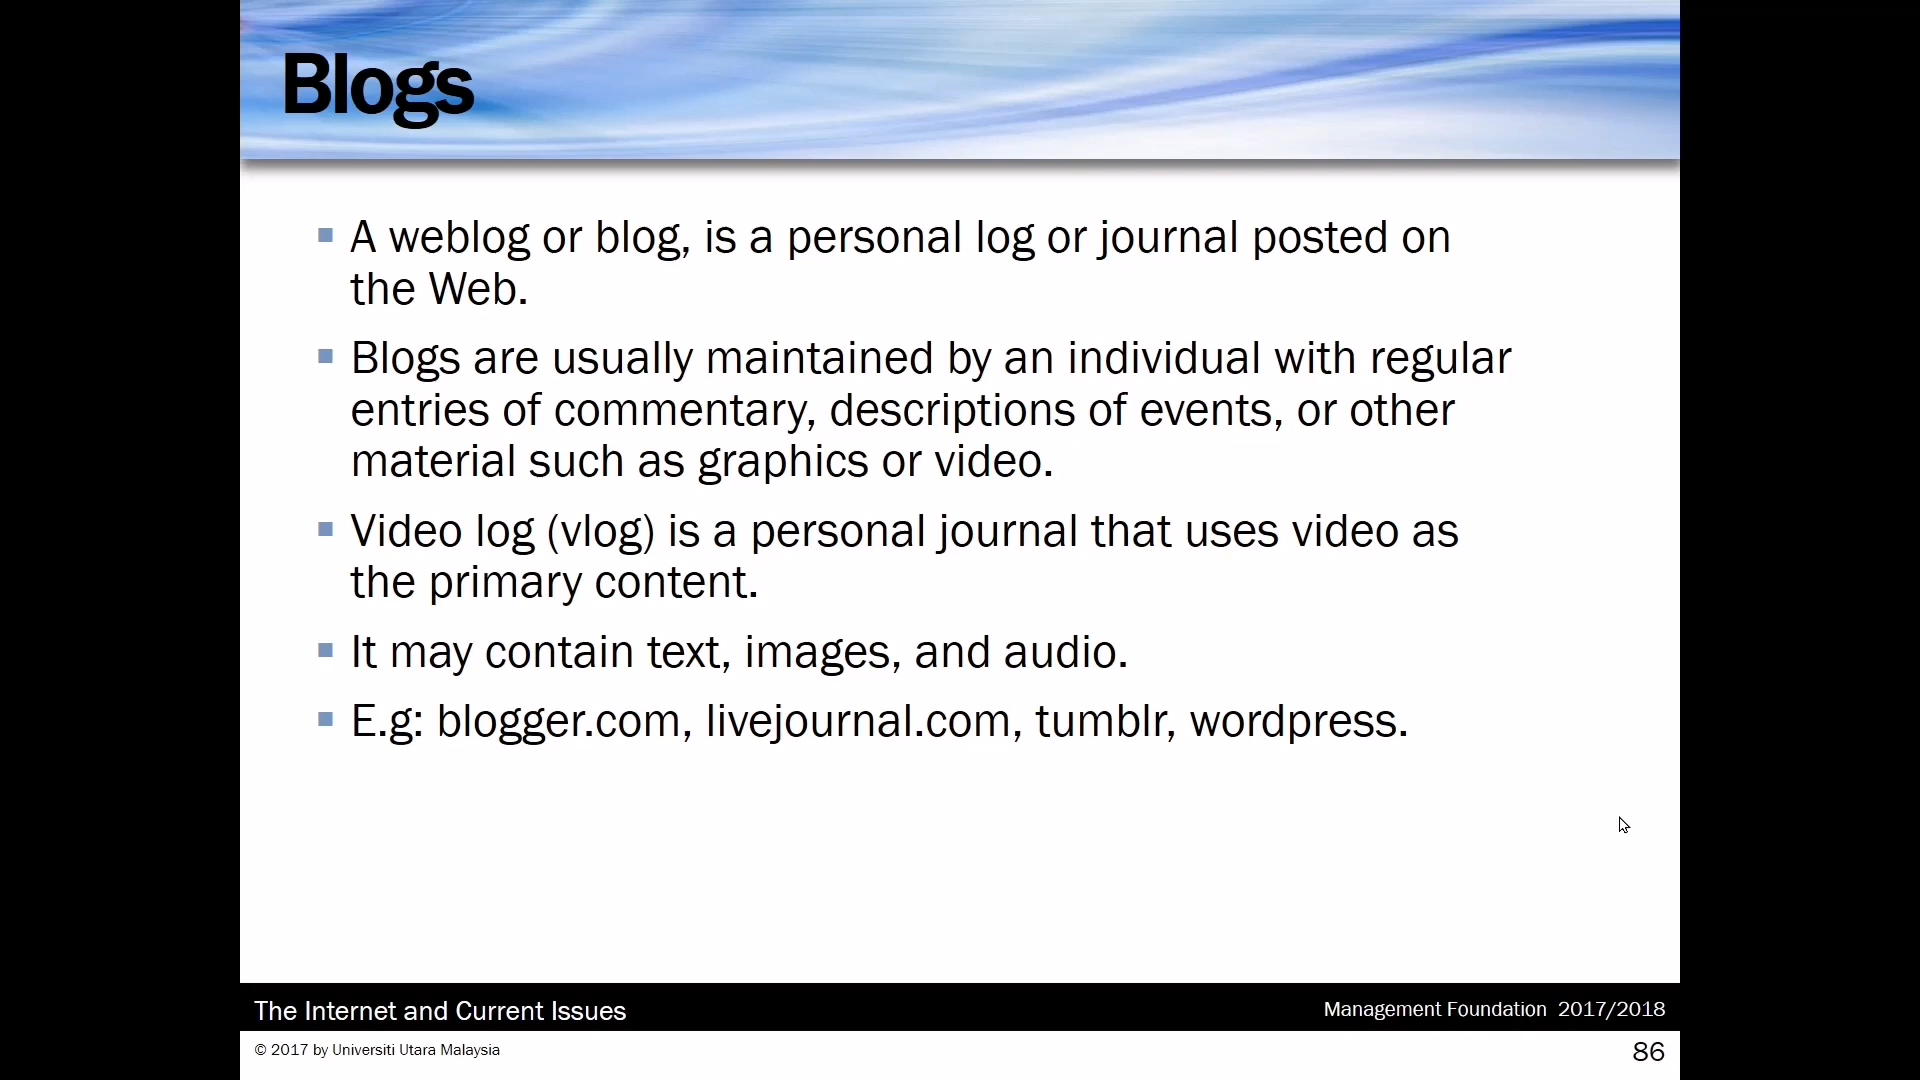 Blogs
A weblog or blog, is a personal log or journal posted on
the Web.
Blogs are usually maintained by an individual with regular
entries of commentary, descriptions of events, or other
material such as graphics or video.
Video log (vlog) is a personal journal that uses video as
the primary content.
It may contain text, images, and audio.
E.g: blogger.com, livejournal.com, tumblr, wordpress.
The Internet and Current Issues
Management Foundation 2017/2018
© 2017 by Universiti Utara Malaysia
86